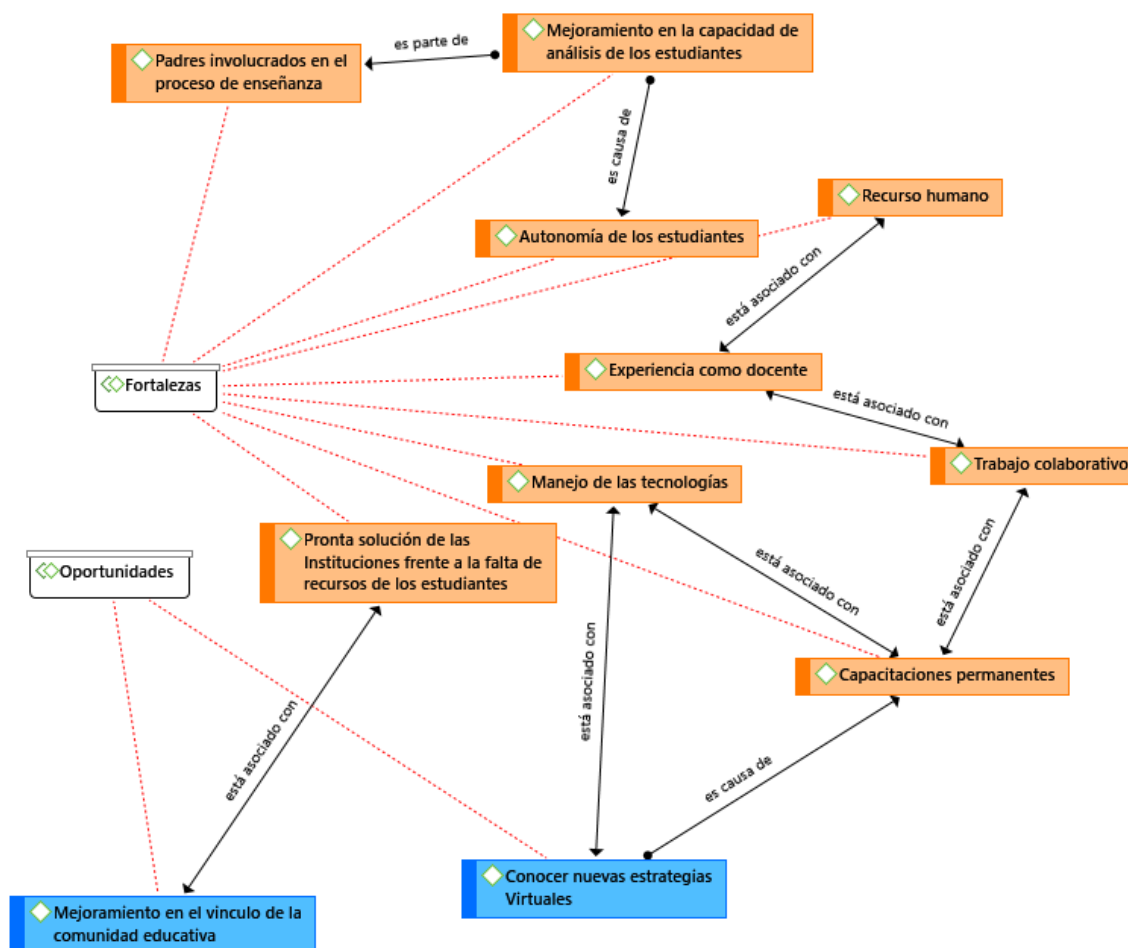 Mejoramiento en la capacidad de
análisis de los estudiantes
es parte de
Padres involucrados en el
proceso de enseñanza
es causa de
Recurso humano
Autonomía de los estudiantes
está asociado con
Fortalezas
Experiencia como docente
está asociado con
Trabajo colaborativo
Manejo de las tecnologías
Pronta solución de las
Instituciones frente a la falta de
recursos de los estudiantes
Oportunidades
está asociado con
está asociado con
está asociado con
Capacitaciones permanentes
está asociado con
es causa de
Conocer nuevas estrategias
Virtuales
Mejoramiento en el vinculo de la
comunidad educativa